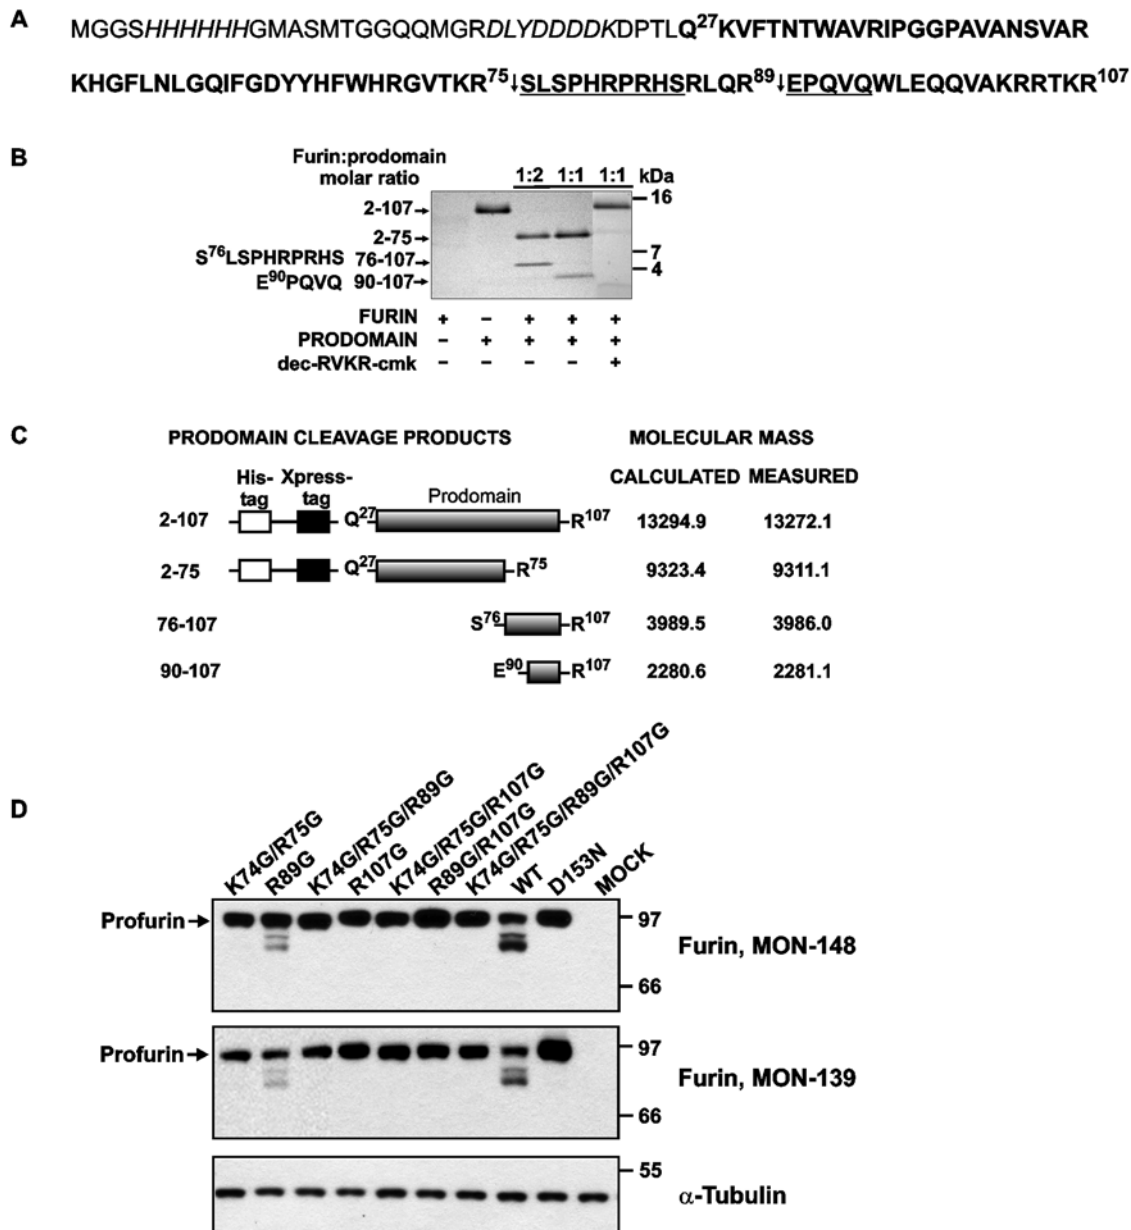 A
MGGSHHHHHHGMASMTGGQQMGRDLYDDDDKDPTLQ27KVFTNTWAVRIPGGPAVANSVAR
KHGFLNLGQIFGDYYHFWHRGVTKR75↓SLSPHRPRHSRLQR89↓EPQVQWLEQQVAKRRTKR107
B
Furin:prodomain
molar ratio
1:2 1:1 1:1 kDa
16
2-107→
2-75→
7
S76LSPHRPRHS 76-107→
4
E90PQVQ 90-107→
FURIN + – + + +
PRODOMAIN – + + + +
dec-RVKR-cmk – – – – +
C
PRODOMAIN CLEAVAGE PRODUCTS MOLECULAR MASS
His-tag Xpress-tag Prodomain CALCULATED MEASURED
2-107 Q27 R107 13294.9 13272.1
2-75 Q27 R75 9323.4 9311.1
76-107 S76 R107 3989.5 3986.0
90-107 E90 R107 2280.6 2281.1
D
K74G/R75G
R89G
K74G/R75G/R89G
R107G
K74G/R75G/R107G
R89G/R107G
K74G/R75G/R89G/R107G
WT
D153N
MOCK
Profurin→ 97
Furin, MON-148
66
Profurin→ 97
Furin, MON-139
66
55
α-Tubulin